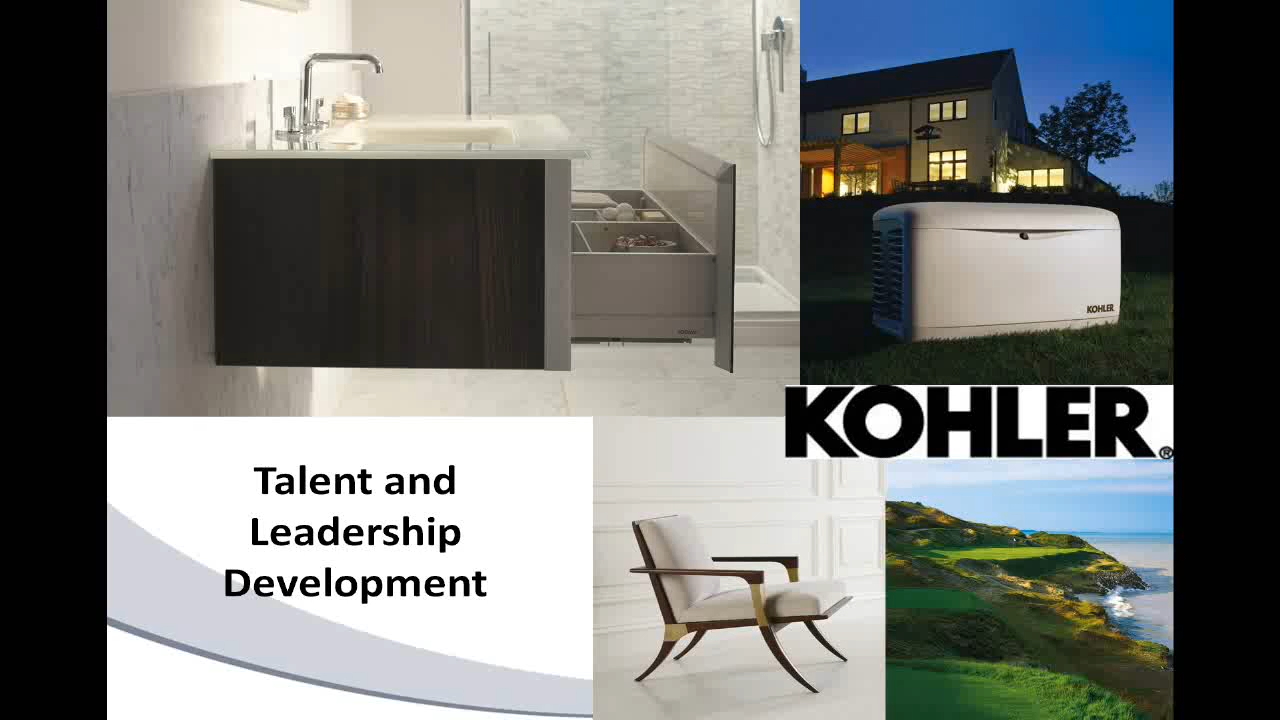 KOHLER
KOHLER®
Talent and
Leadership
Development